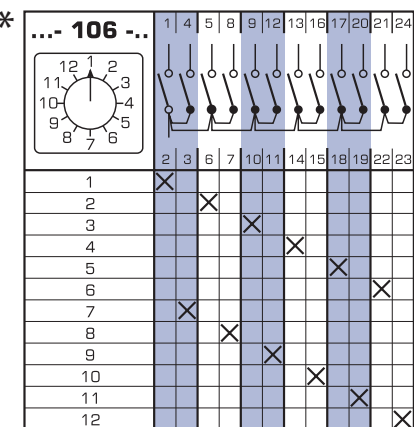 * ...- 106 -..
1 4 5 8 9 12 13 16 17 20 21 24
12 1 2
11 3
10 4
9 5
8 7 6
2 3 6 7 10 11 14 15 18 19 22 23
1 X
2 X
3 X
4 X
5 X
6 X
7 X
8 X
9 X
10 X
11 X
12 X